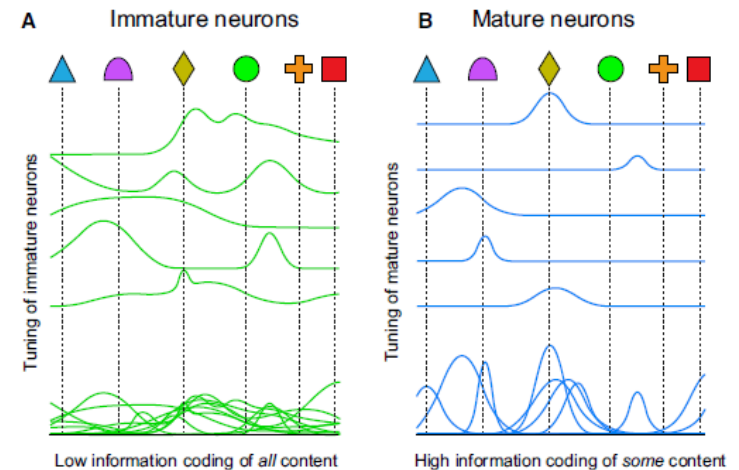 A
Immature neurons
Tuning of immature neurons
Low information coding of all content
B
Mature neurons
Tuning of mature neurons
High information coding of some content